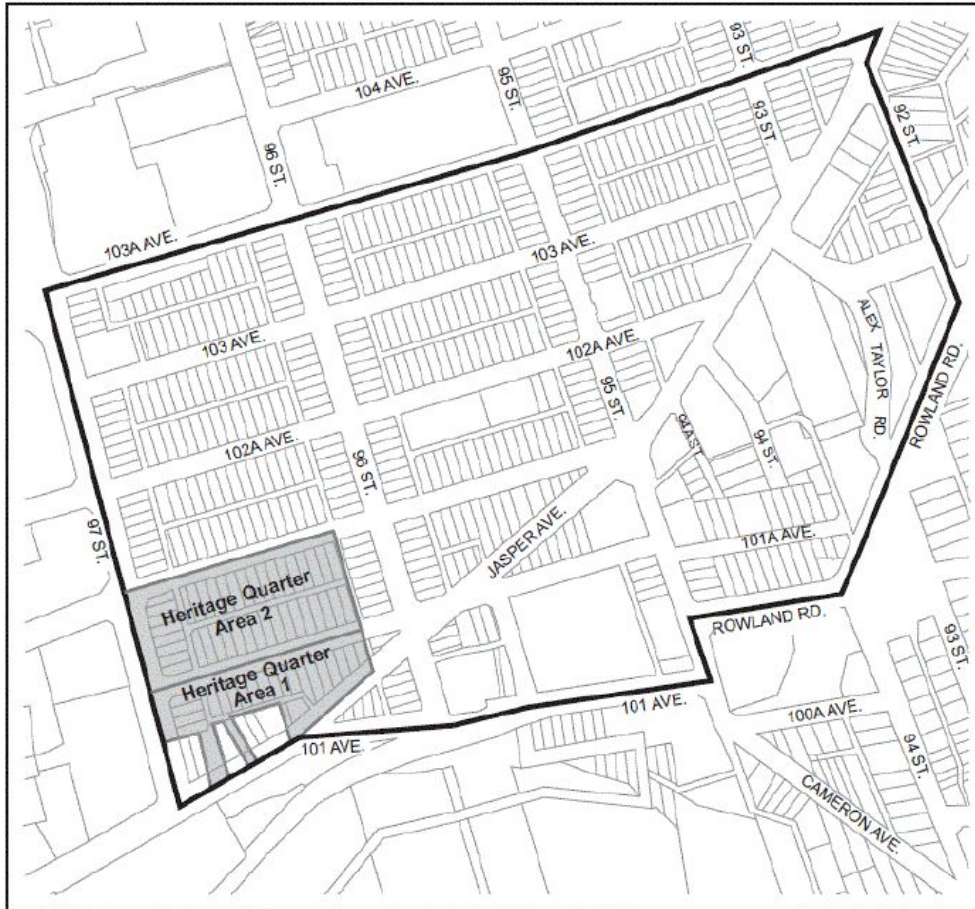 93 ST.
104 AVE.
95 ST.
93 ST.
92 ST.
96 ST.
103A AVE.
103 AVE.
ALEX TAYLOR RD.
103 AVE.
102A AVE.
ROWLAND RD.
95 ST.
94A ST.
94 ST.
102A AVE.
96 ST.
97 ST.
JASPER AVE.
101A AVE.
Heritage Quarter
Area 2
ROWLAND RD.
93 ST.
Heritage Quarter
Area 1
101 AVE.
100A AVE.
101 AVE.
94 ST.
CAMERON AVE.